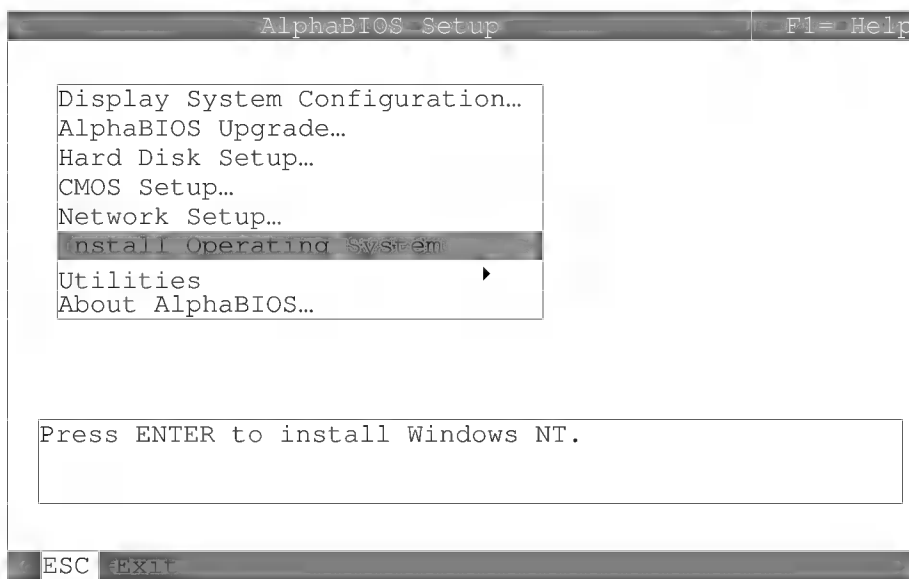 AlphaBIOS Setup F1= Help
Display System Configuration…
AlphaBIOS Upgrade…
Hard Disk Setup…
CMOS Setup…
Network Setup…
Install Operating System
Utilities
About AlphaBIOS…
Press ENTER to install Windows NT.
ESC =Exit